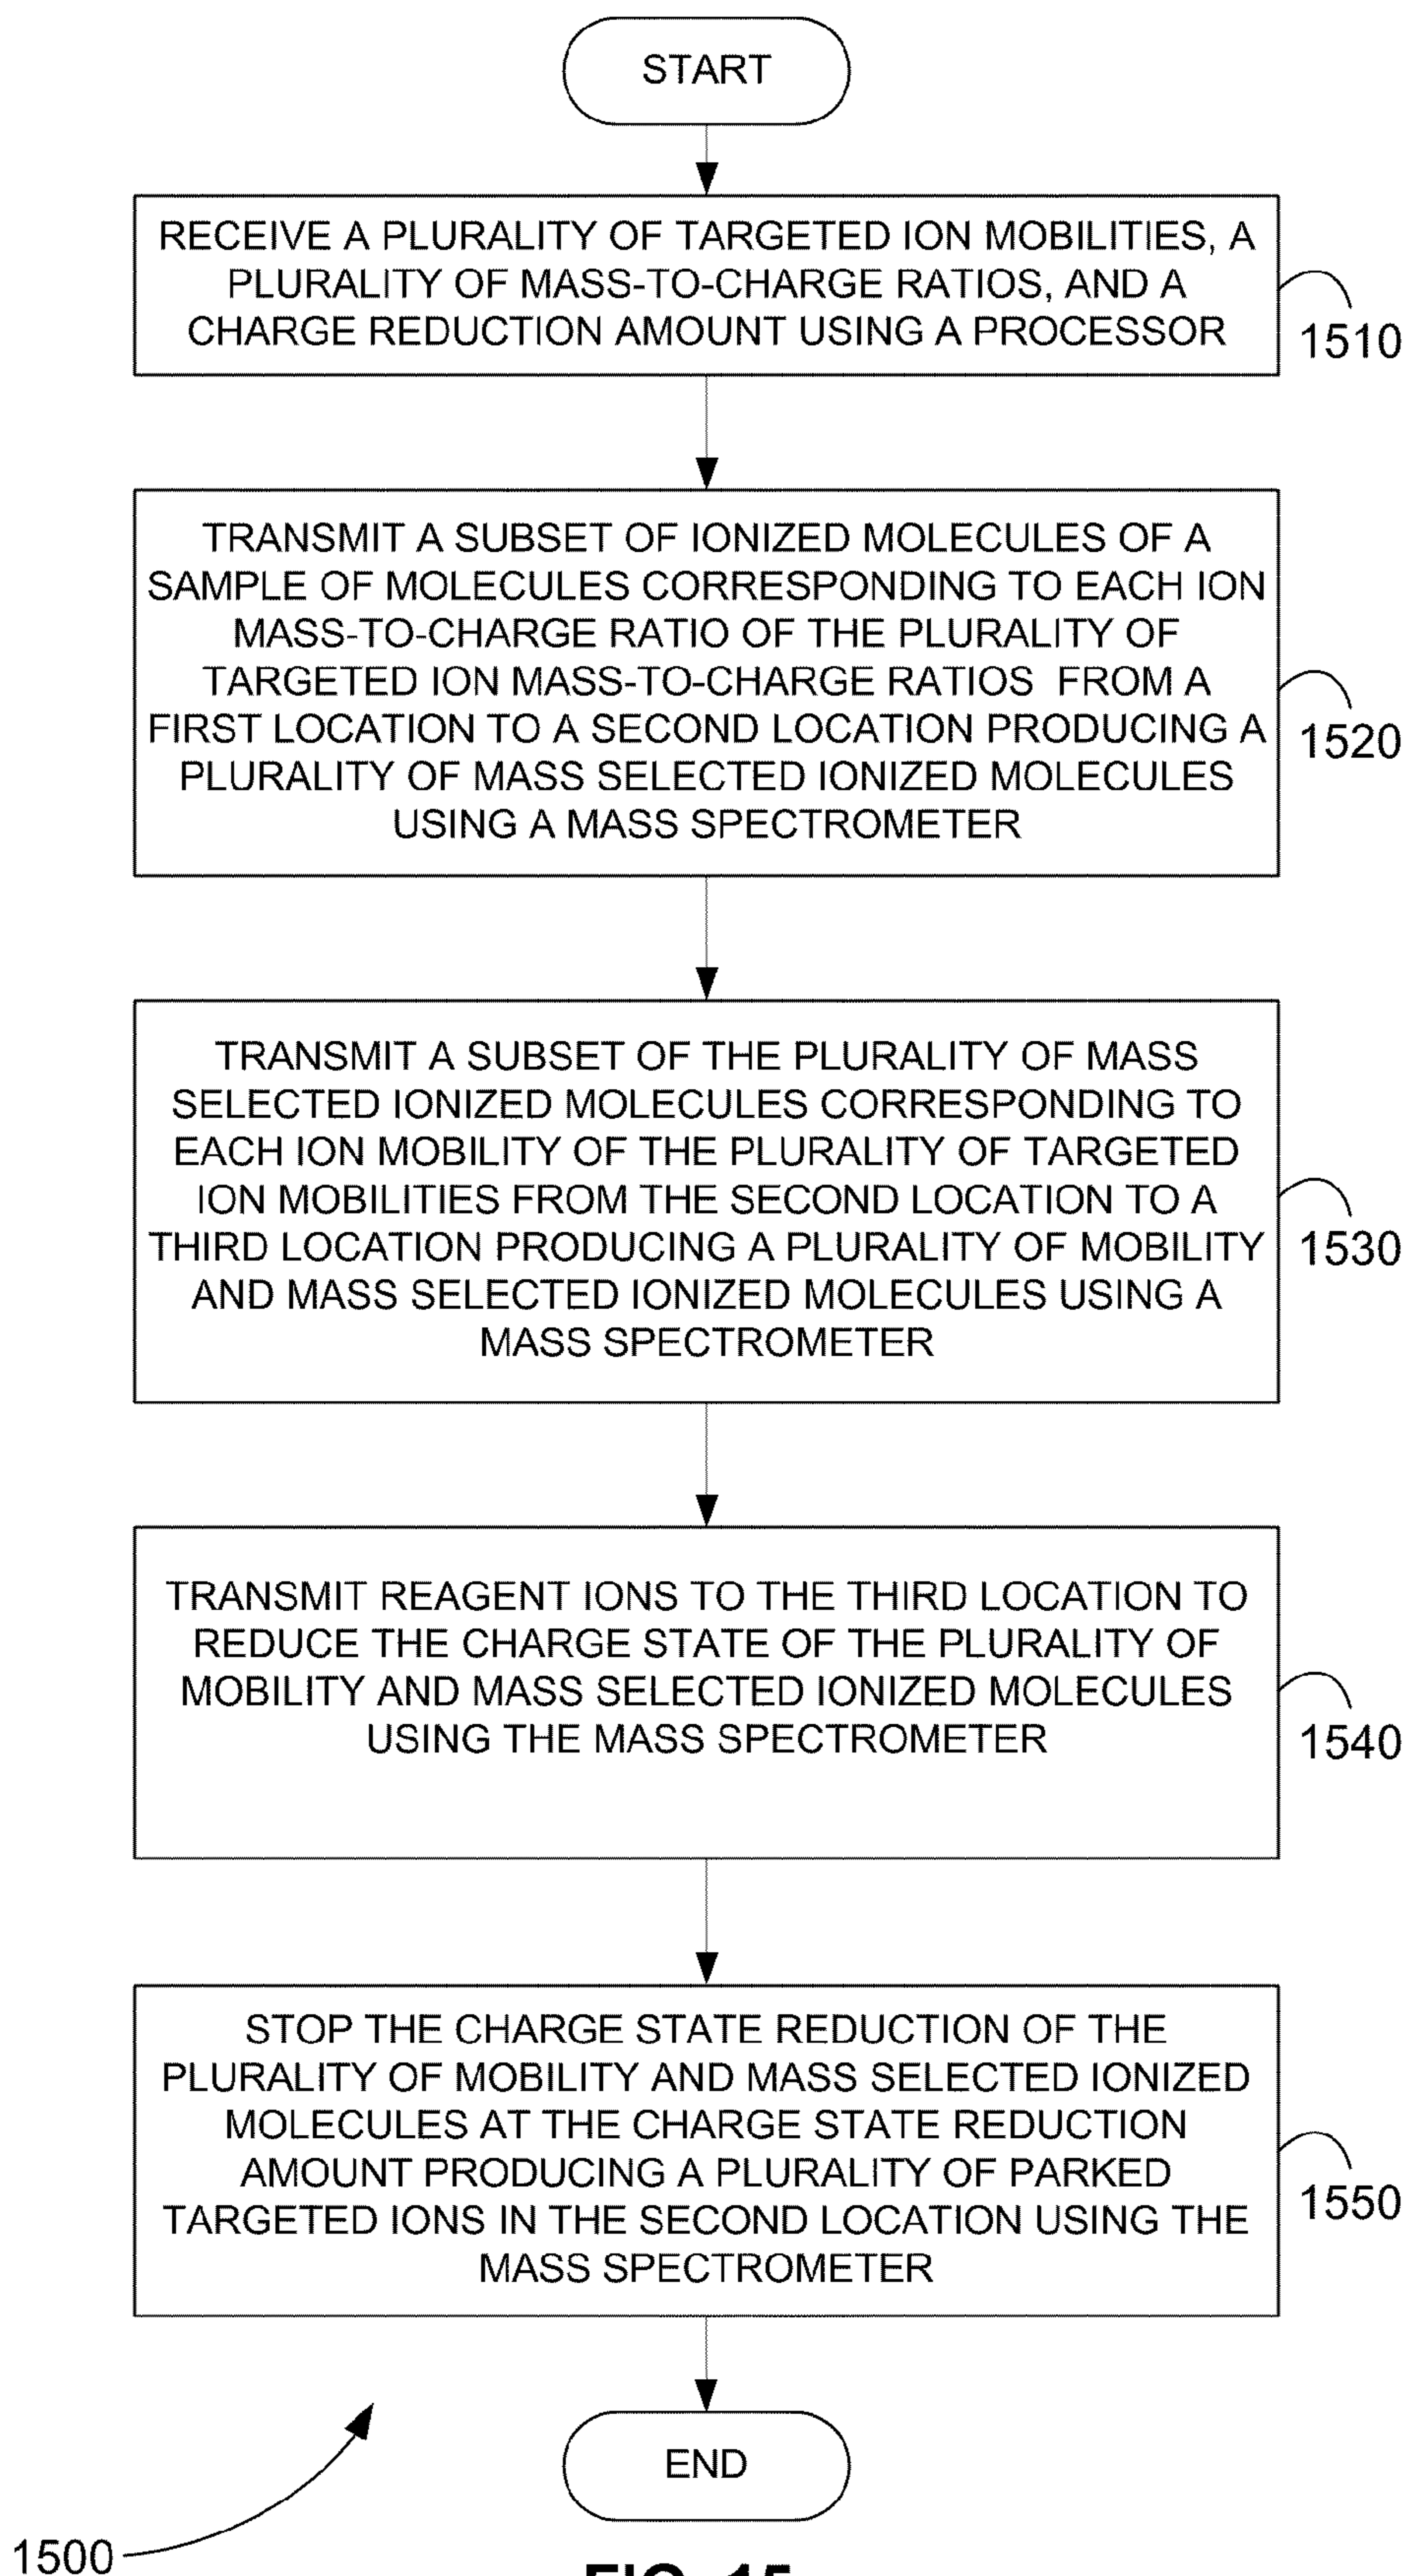 START
RECEIVE A PLURALITY OF TARGETED ION MOBILITIES, A
PLURALITY OF MASS-TO-CHARGE RATIOS, AND A
CHARGE REDUCTION AMOUNT USING A PROCESSOR
1510
TRANSMIT A SUBSET OF IONIZED MOLECULES OF A
SAMPLE OF MOLECULES CORRESPONDING TO EACH ION
MASS-TO-CHARGE RATIO OF THE PLURALITY OF
TARGETED ION MASS-TO-CHARGE RATIOS FROM A
FIRST LOCATION TO A SECOND LOCATION PRODUCING A
PLURALITY OF MASS SELECTED IONIZED MOLECULES
USING A MASS SPECTROMETER
1520
TRANSMIT A SUBSET OF THE PLURALITY OF MASS
SELECTED IONIZED MOLECULES CORRESPONDING TO
EACH ION MOBILITY OF THE PLURALITY OF TARGETED
ION MOBILITIES FROM THE SECOND LOCATION TO A
THIRD LOCATION PRODUCING A PLURALITY OF MOBILITY
AND MASS SELECTED IONIZED MOLECULES USING A
MASS SPECTROMETER
1530
TRANSMIT REAGENT IONS TO THE THIRD LOCATION TO
REDUCE THE CHARGE STATE OF THE PLURALITY OF
MOBILITY AND MASS SELECTED IONIZED MOLECULES
USING THE MASS SPECTROMETER
1540
STOP THE CHARGE STATE REDUCTION OF THE
PLURALITY OF MOBILITY AND MASS SELECTED IONIZED
MOLECULES AT THE CHARGE STATE REDUCTION
AMOUNT PRODUCING A PLURALITY OF PARKED
TARGETED IONS IN THE SECOND LOCATION USING THE
MASS SPECTROMETER
1550
END
1500
FIG. 15